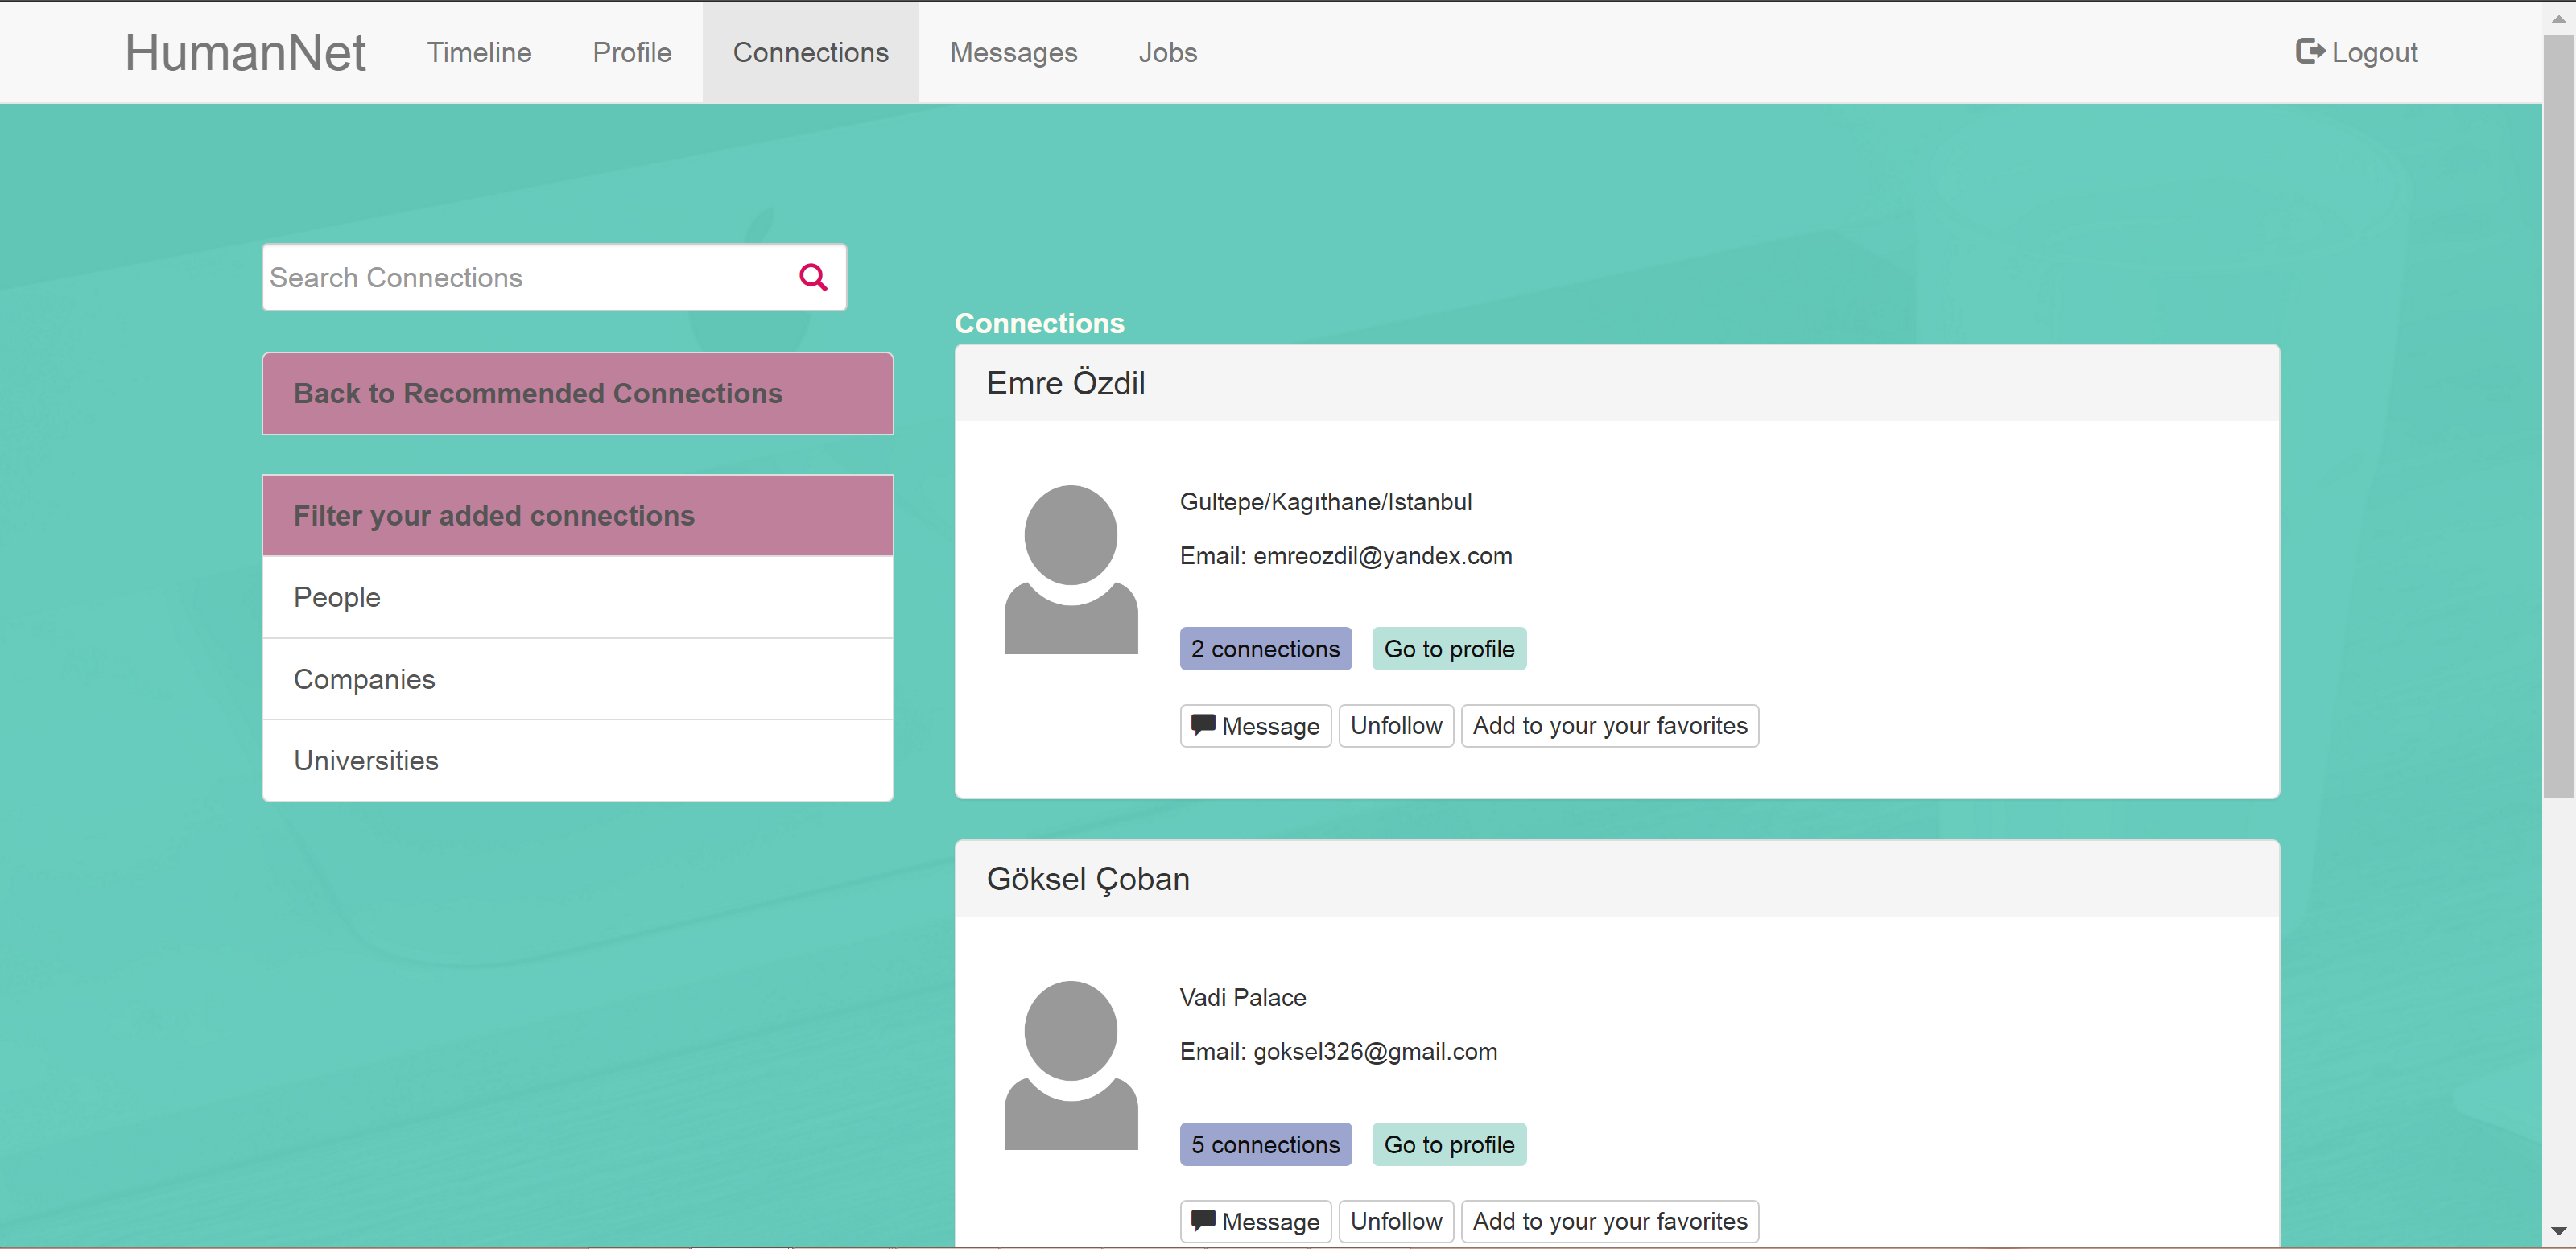 HumanNet Timeline Profile Connections Messages Jobs Logout
Search Connections
Back to Recommended Connections
Filter your added connections
People
Companies
Universities
Connections
Emre Özdil
Gultepe/Kagıthane/Istanbul
Email: emreozdil@yandex.com
2 connections Go to profile
Message Unfollow Add to your your favorites
Göksel Çoban
Vadi Palace
Email: goksel326@gmail.com
5 connections Go to profile
Message Unfollow Add to your your favorites